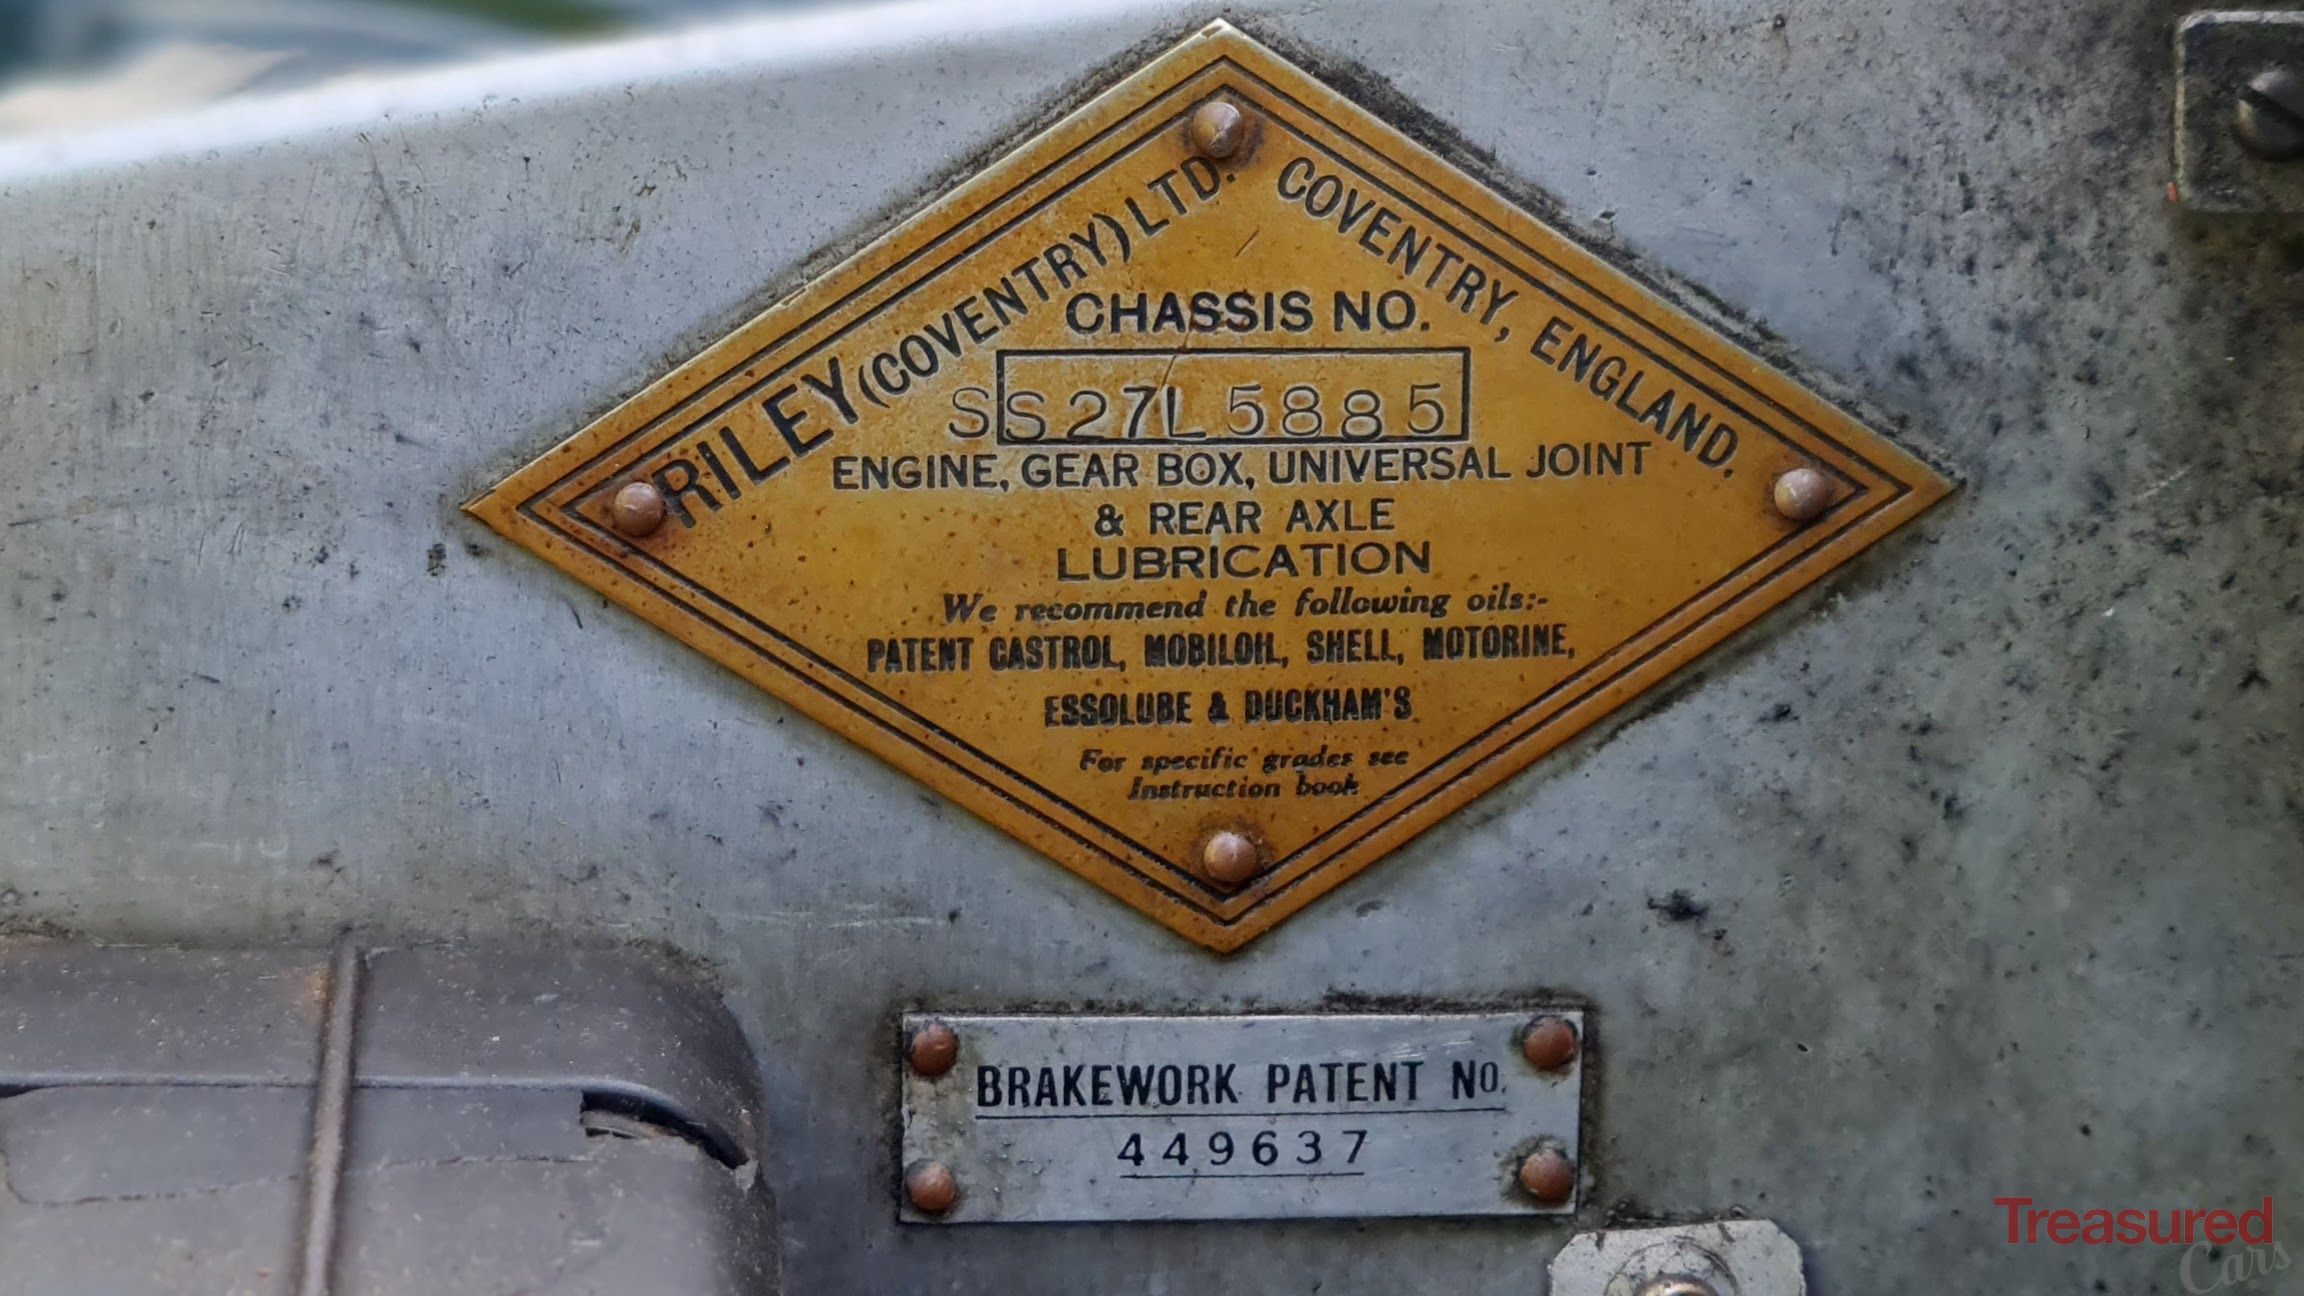 RILEY (COVENTRY) LTD. COVENTRY, ENGLAND.
CHASSIS NO.
SS27L 5885
ENGINE, GEAR BOX, UNIVERSAL JOINT
& REAR AXLE
LUBRICATION
We recommend the following oils:-
PATENT CASTROL, MOBILOIL, SHELL, MOTORINE,
ESSOLUBE & DUCKHAM'S
For specific grades see
Instruction book
BRAKEWORK PATENT No.
449637
Treasured
Cars